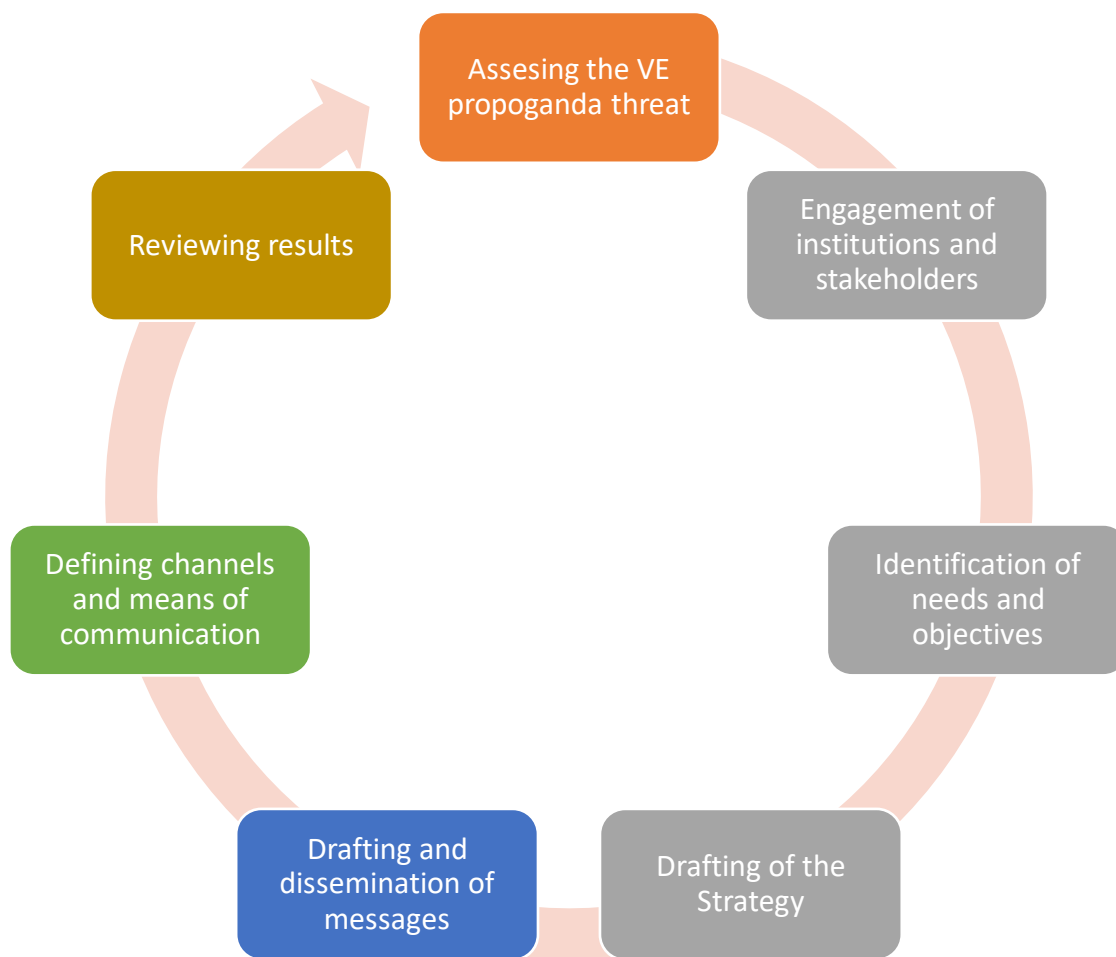 Assesing the VE
propoganda threat
Engagement of
institutions and
stakeholders
Identification of
needs and
objectives
Drafting of the
Strategy
Drafting and
dissemination of
messages
Defining channels
and means of
communication
Reviewing results